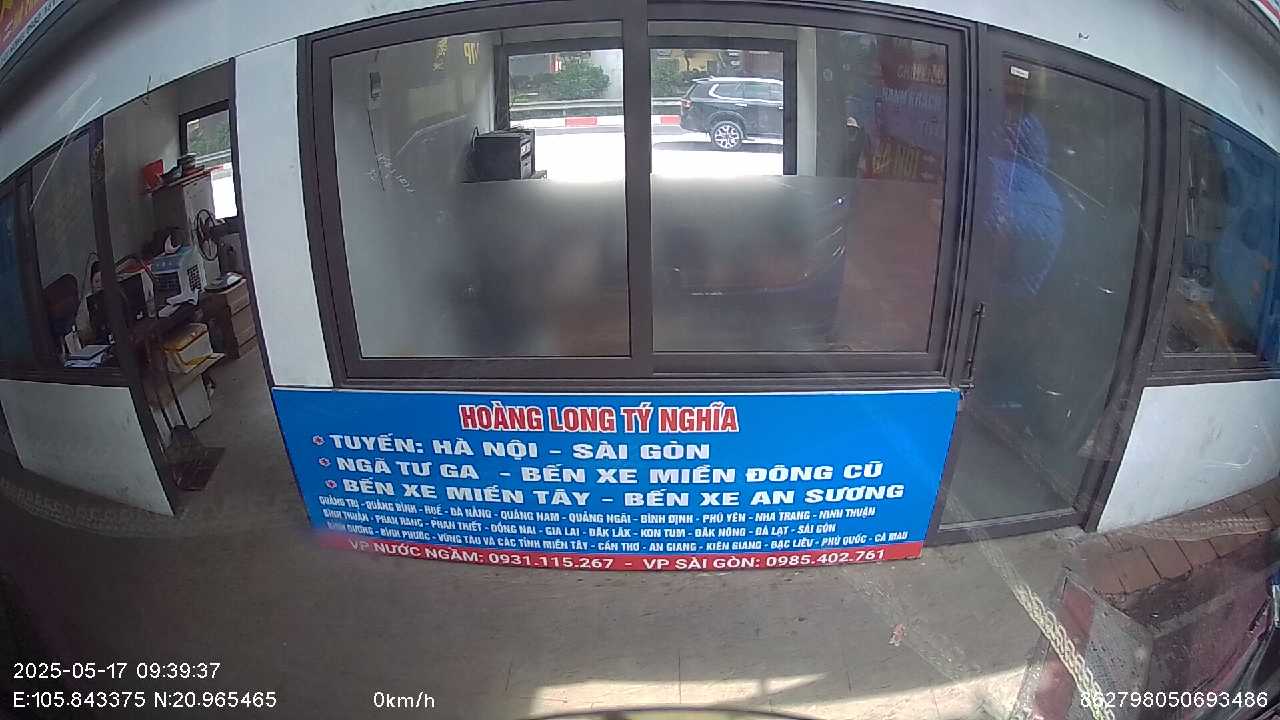 HOÀNG LONG TÝ NGHĨA
TUYẾN: HÀ NỘI - SÀI GÒN
NGÃ TƯ GA - BẾN XE MIỀN ĐÔNG CŨ
BẾN XE MIỀN TÂY - BẾN XE AN SƯƠNG
QUẢNG TRỊ - QUẢNG BÌNH - HUẾ - ĐÀ NẴNG - QUẢNG NAM - QUẢNG NGÃI - BÌNH ĐỊNH - PHÚ YÊN - NHA TRANG - NINH THUẬN
BÌNH THUẬN - PHAN RANG - PHAN THIẾT - ĐỒNG NAI - GIA LAI - ĐĂK LĂK - KON TUM - ĐĂK NÔNG - ĐÀ LẠT - SÀI GÒN
BÌNH DƯƠNG - BÌNH PHƯỚC - VŨNG TÀU VÀ CÁC TỈNH MIỀN TÂY - CẦN THƠ - AN GIANG - KIÊN GIANG - BẠC LIÊU - PHÚ QUỐC - CÀ MAU
VP NƯỚC NGẦM: 0931.115.267 - VP SÀI GÒN: 0985.402.761
2025-05-17 09:39:37
E:105.843375 N:20.965465 0km/h 862798050693486